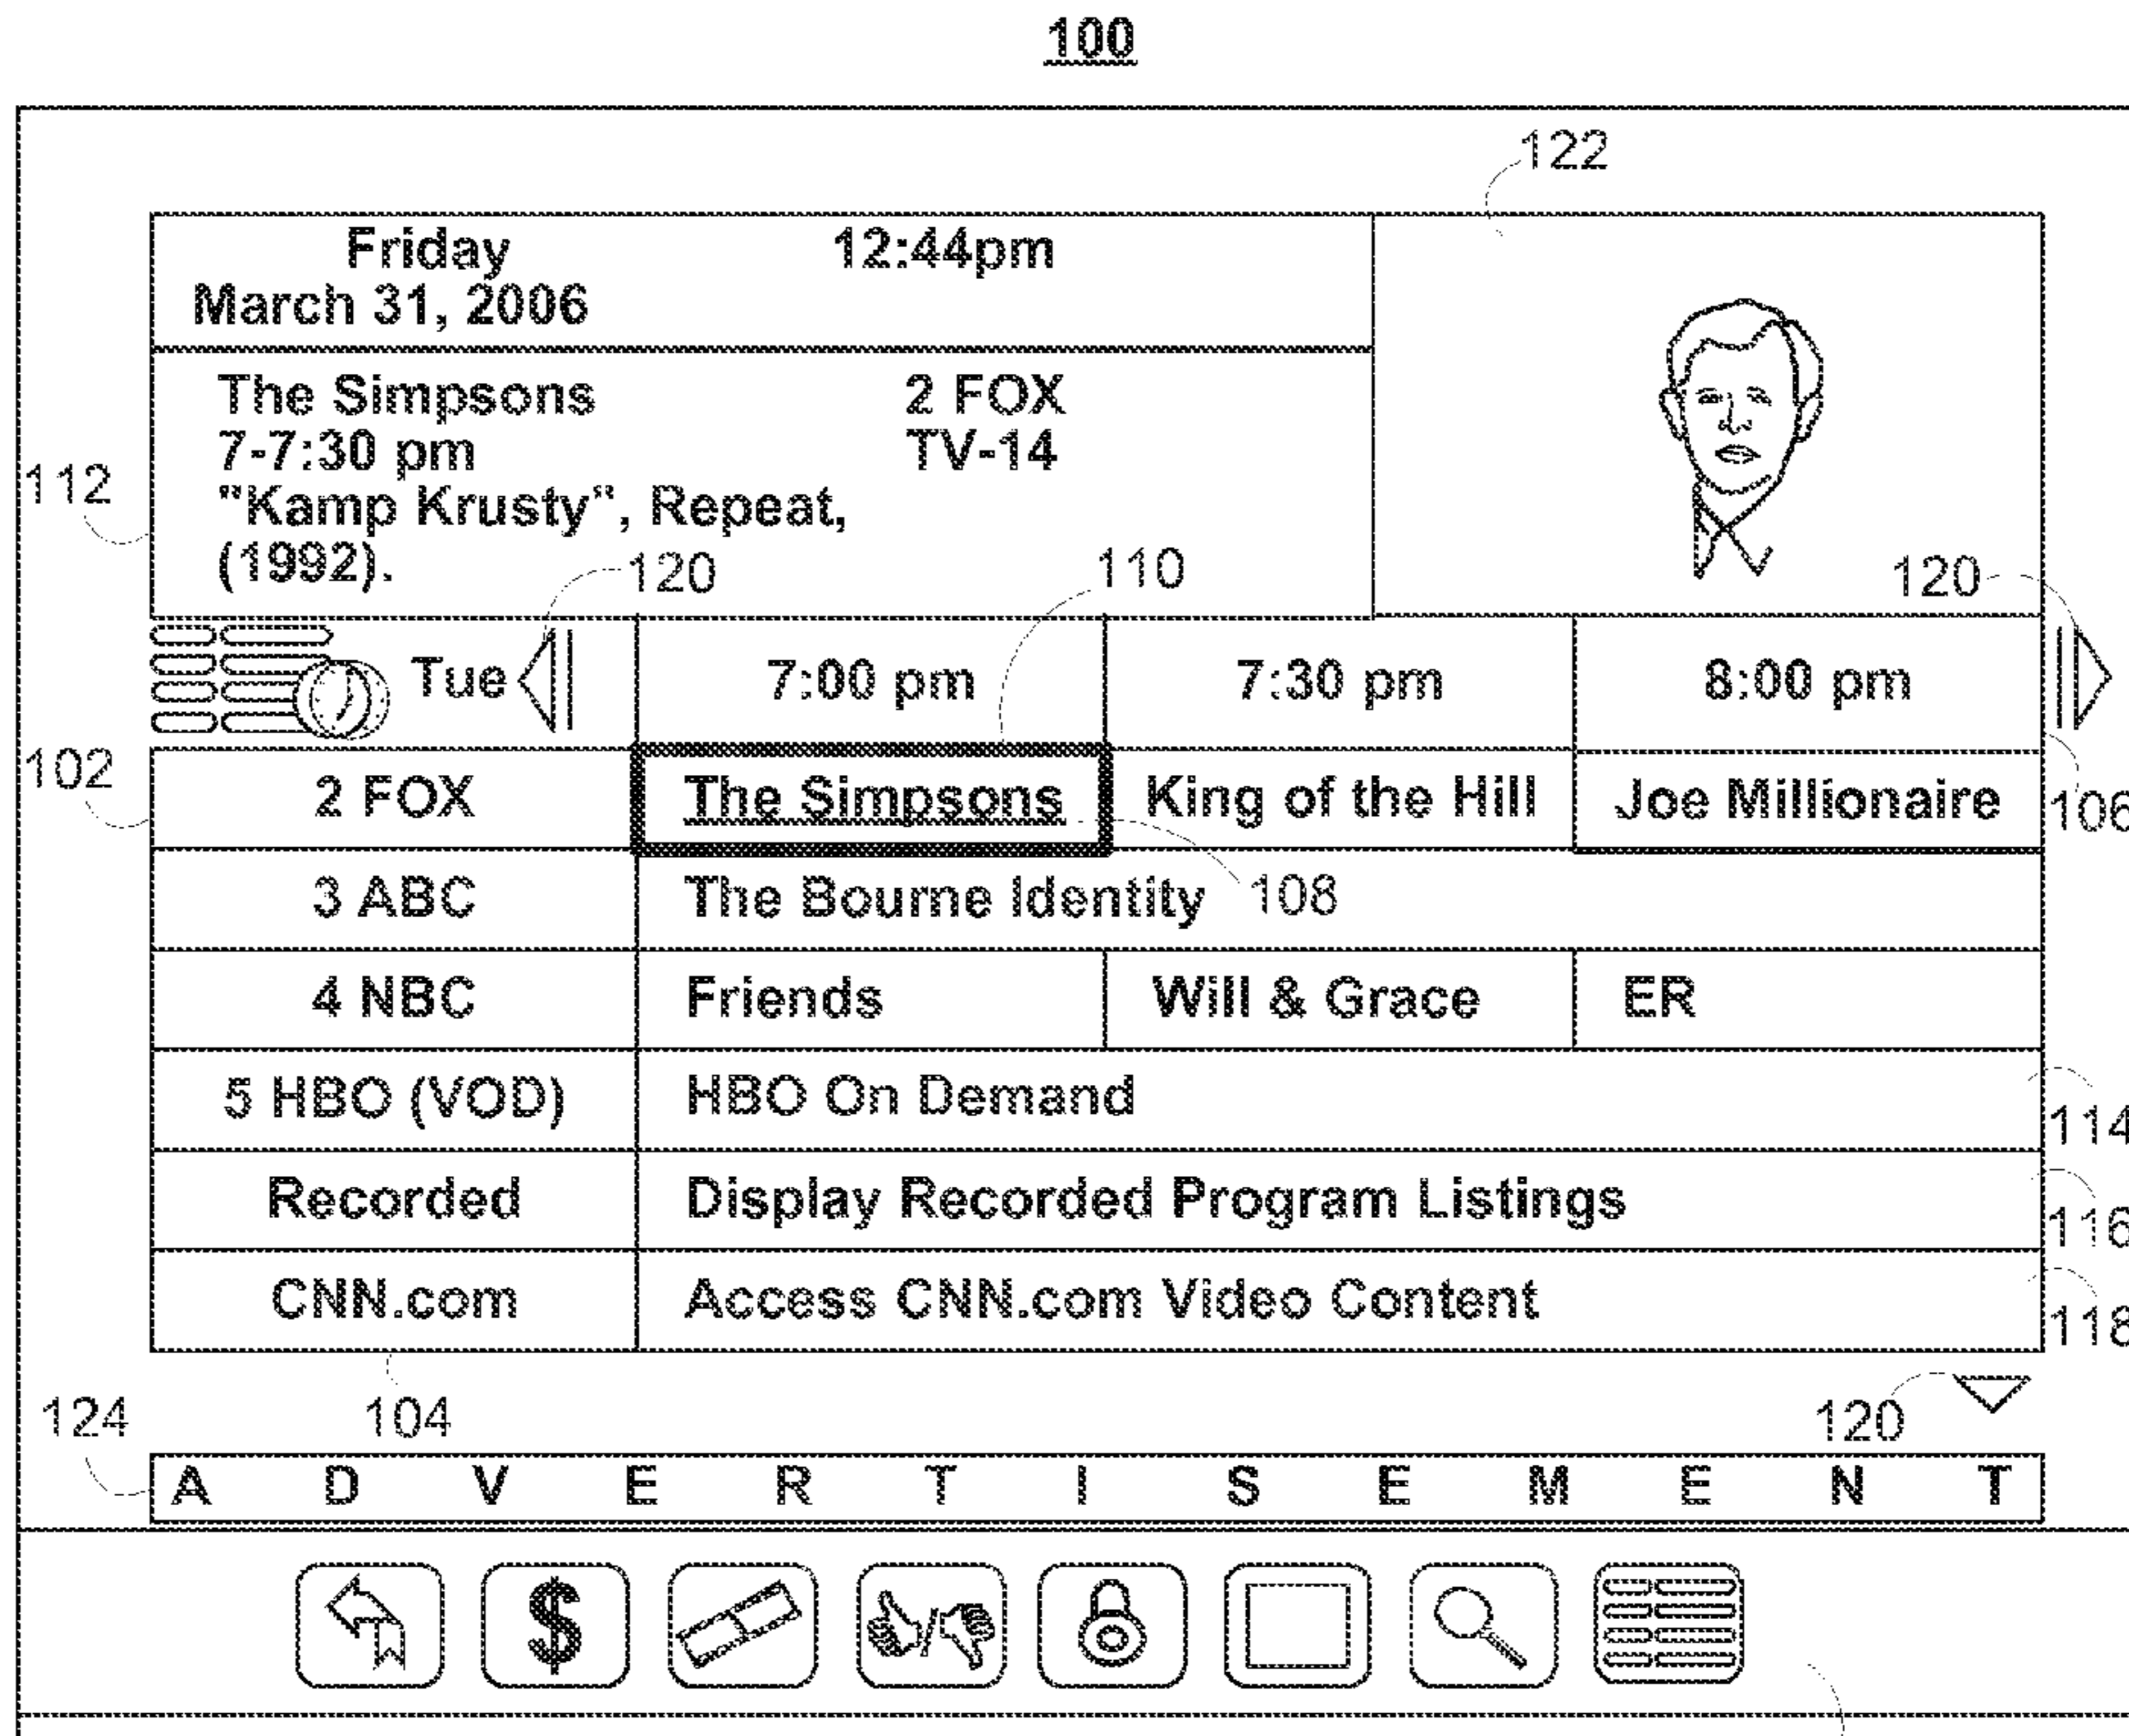 100
122
Friday 12:44pm
March 31, 2006
The Simpsons 2 FOX
7-7:30 pm TV-14
"Kamp Krusty", Repeat,
(1992).
112
120 110 120
Tue 7:00 pm 7:30 pm 8:00 pm
102
2 FOX The Simpsons King of the Hill Joe Millionaire 106
3 ABC The Bourne Identity 108
4 NBC Friends Will & Grace ER
5 HBO (VOD) HBO On Demand 114
Recorded Display Recorded Program Listings 116
CNN.com Access CNN.com Video Content 118
124 104 120
A D V E R T I S E M E N T
$